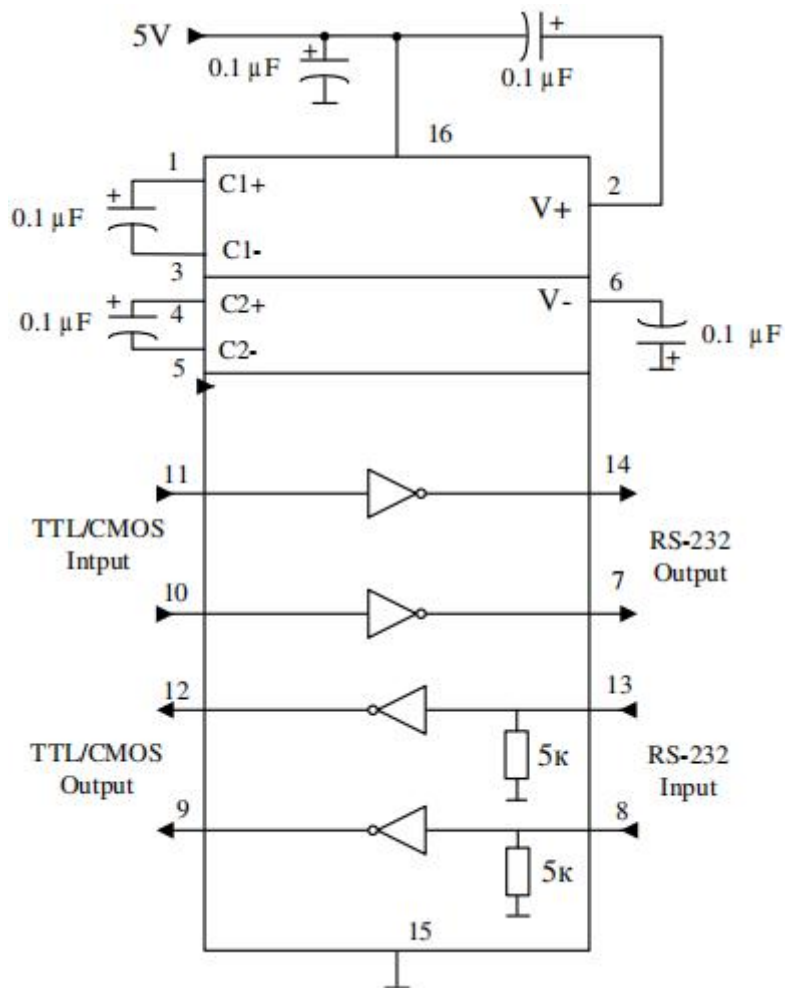 5V
+
0.1 µF
+
0.1 µF
16
1
C1+
2
V+
+
0.1 µF
C1-
3
6
V-
+
4
C2+
0.1 µF
0.1 µF
+
C2-
5
11
14
TTL/CMOS
Intput
RS-232
Output
10
7
12
13
TTL/CMOS
Output
5к
RS-232
Input
9
8
5к
15